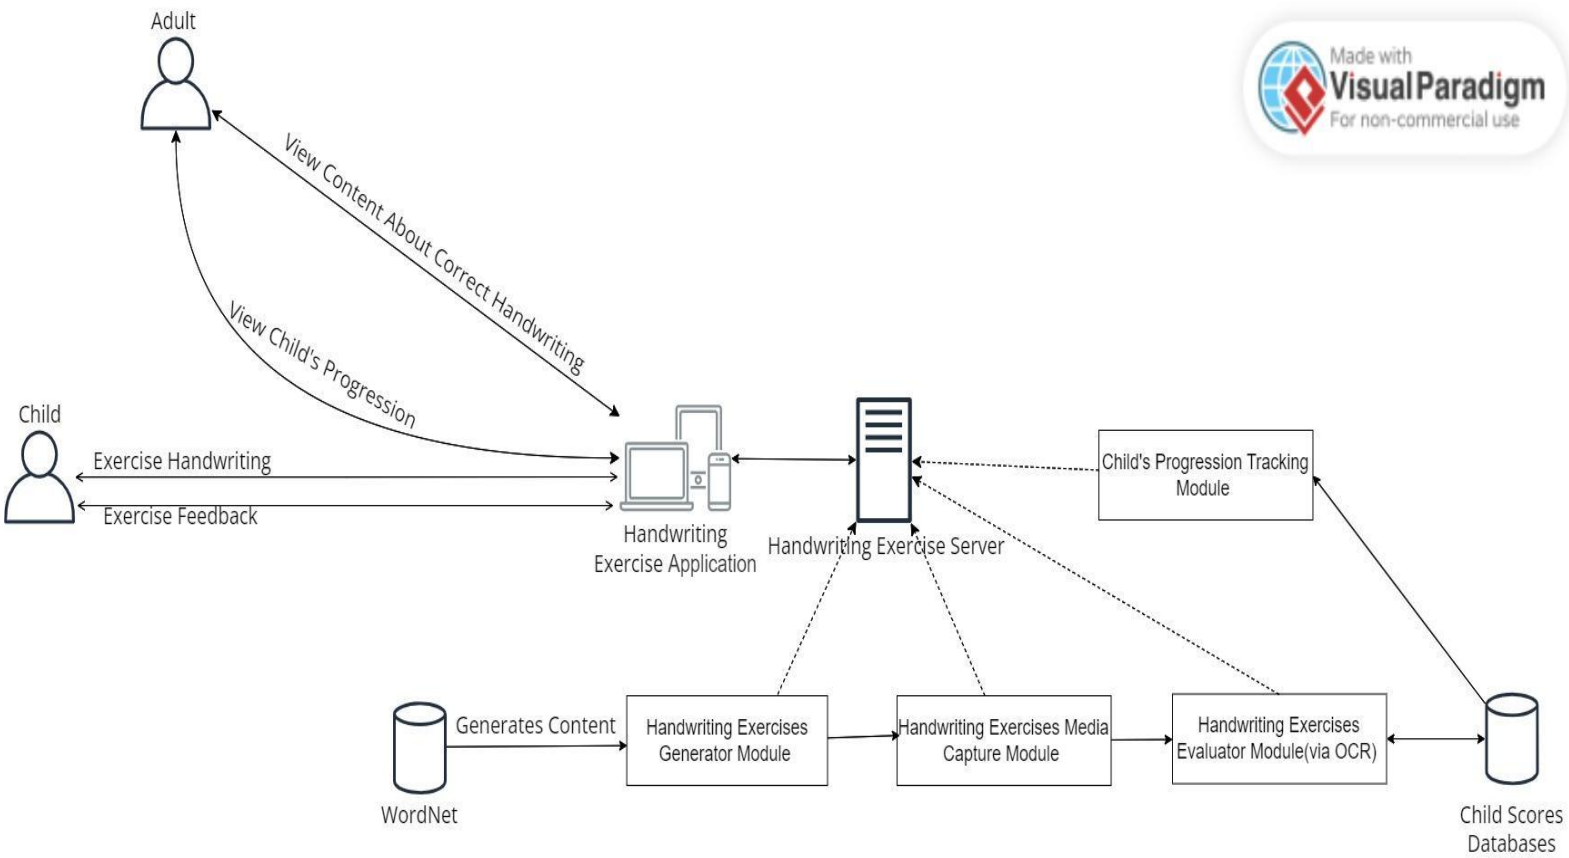 Adult
Made with
Visual Paradigm
For non-commercial use
View Content About Correct Handwriting
View Child's Progression
Child
Exercise Handwriting
Exercise Feedback
Handwriting
Exercise Application
Handwriting Exercise Server
Child's Progression Tracking
Module
WordNet
Generates Content
Handwriting Exercises
Generator Module
Handwriting Exercises Media
Capture Module
Handwriting Exercises
Evaluator Module(via OCR)
Child Scores
Databases